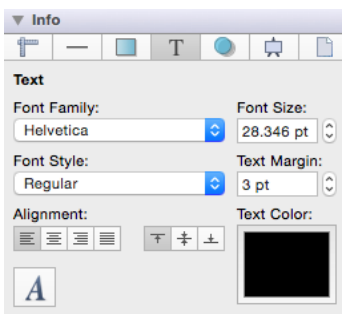 Info
T
Text
Font Family: Font Size:
Helvetica 28.346 pt
Font Style: Text Margin:
Regular 3 pt
Alignment: Text Color:
A